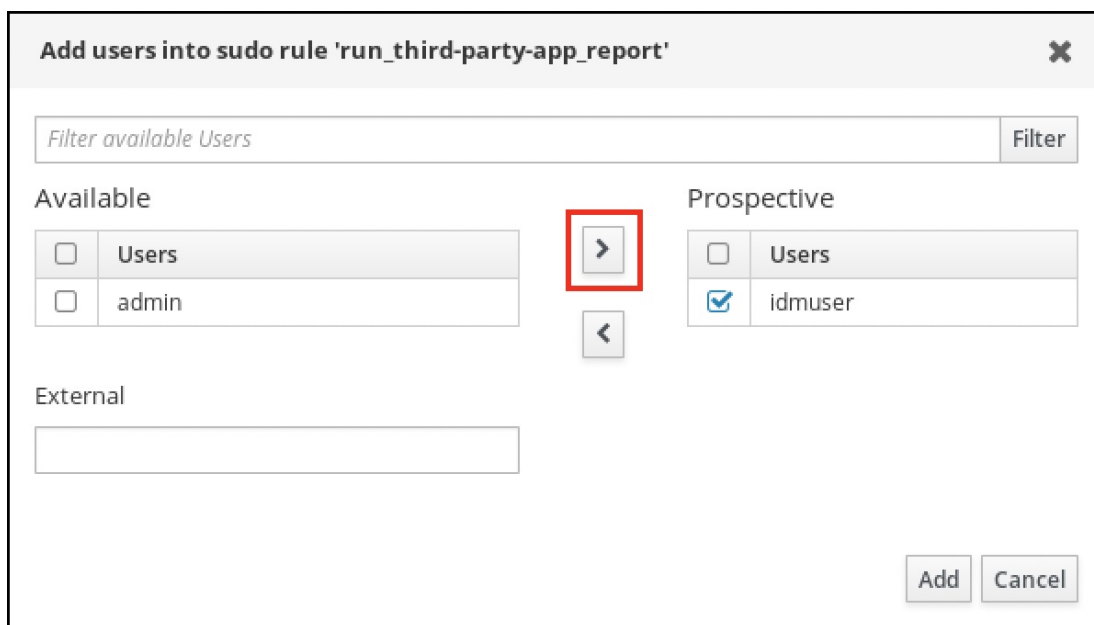 Add users into sudo rule 'run_third-party-app_report'
Filter available Users
Filter
Available
Prospective
Users
Users
admin
idmuser
External
Add
Cancel